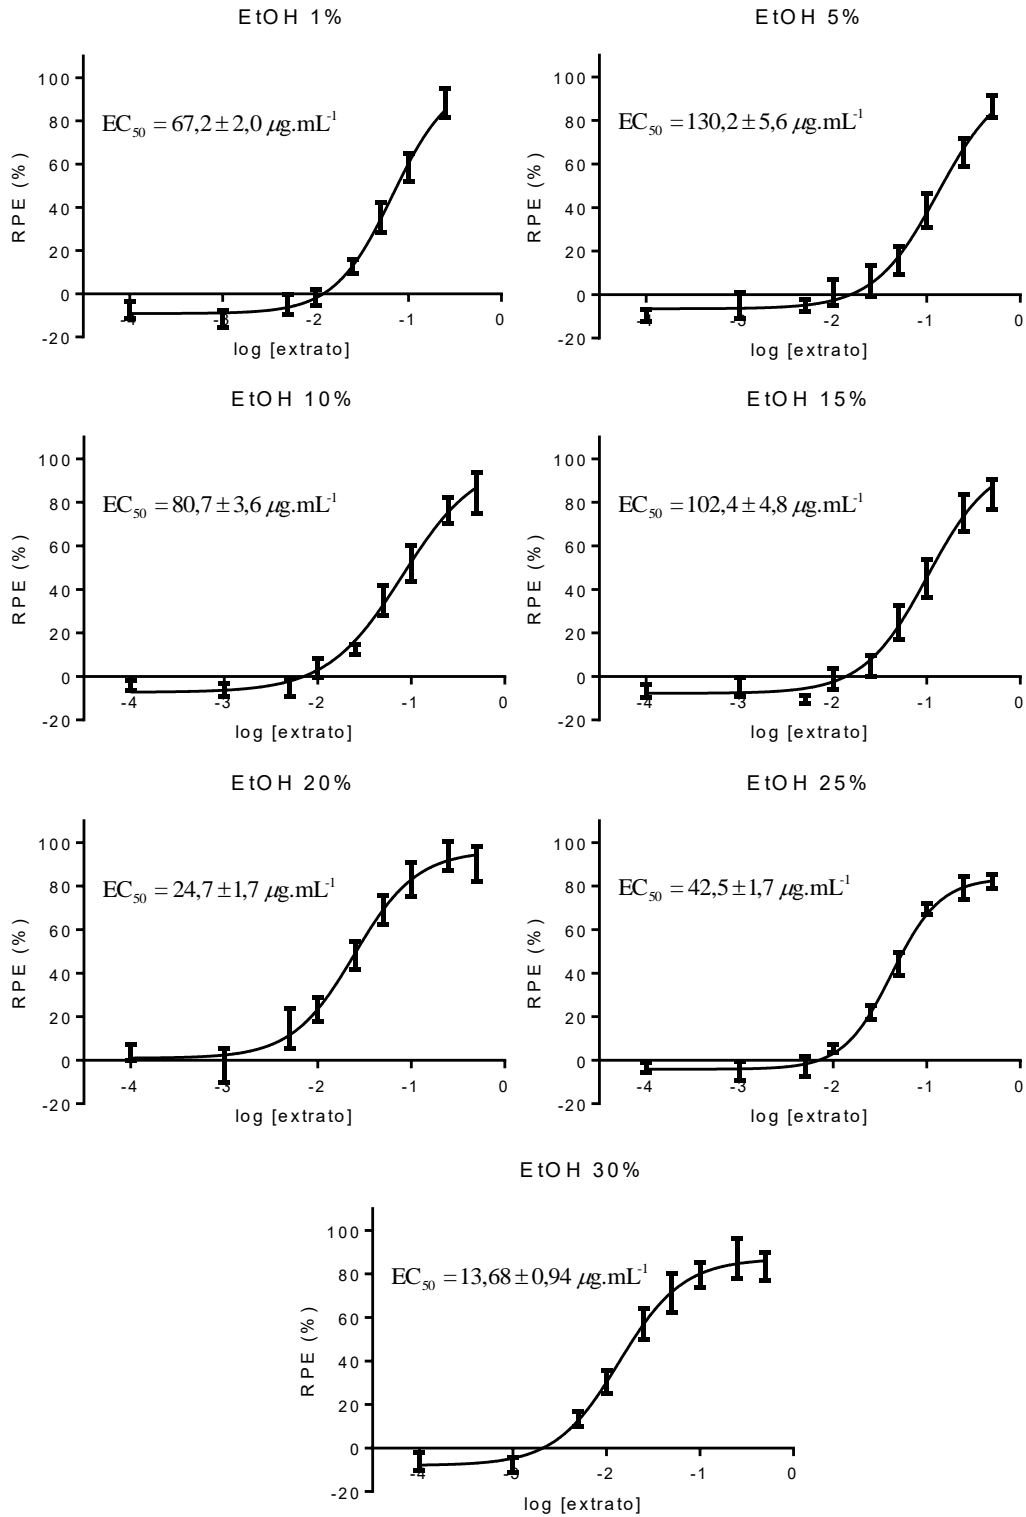 EtOH 1%
100
80
60
40
20
0
-20
RPE (%)
EC50 = 67,2 ± 2,0 µg.mL-1
-4 -3 -2 -1 0
log [extrato]
EtOH 5%
100
80
60
40
20
0
-20
RPE (%)
EC50 = 130,2 ± 5,6 µg.mL-1
-4 -3 -2 -1 0
log [extrato]
EtOH 10%
100
80
60
40
20
0
-20
RPE (%)
EC50 = 80,7 ± 3,6 µg.mL-1
-4 -3 -2 -1 0
log [extrato]
EtOH 15%
100
80
60
40
20
0
-20
RPE (%)
EC50 = 102,4 ± 4,8 µg.mL-1
-4 -3 -2 -1 0
log [extrato]
EtOH 20%
100
80
60
40
20
0
-20
RPE (%)
EC50 = 24,7 ± 1,7 µg.mL-1
-4 -3 -2 -1 0
log [extrato]
EtOH 25%
100
80
60
40
20
0
-20
RPE (%)
EC50 = 42,5 ± 1,7 µg.mL-1
-4 -3 -2 -1 0
log [extrato]
EtOH 30%
100
80
60
40
20
0
-20
RPE (%)
EC50 = 13,68 ± 0,94 µg.mL-1
-4 -3 -2 -1 0
log [extrato]